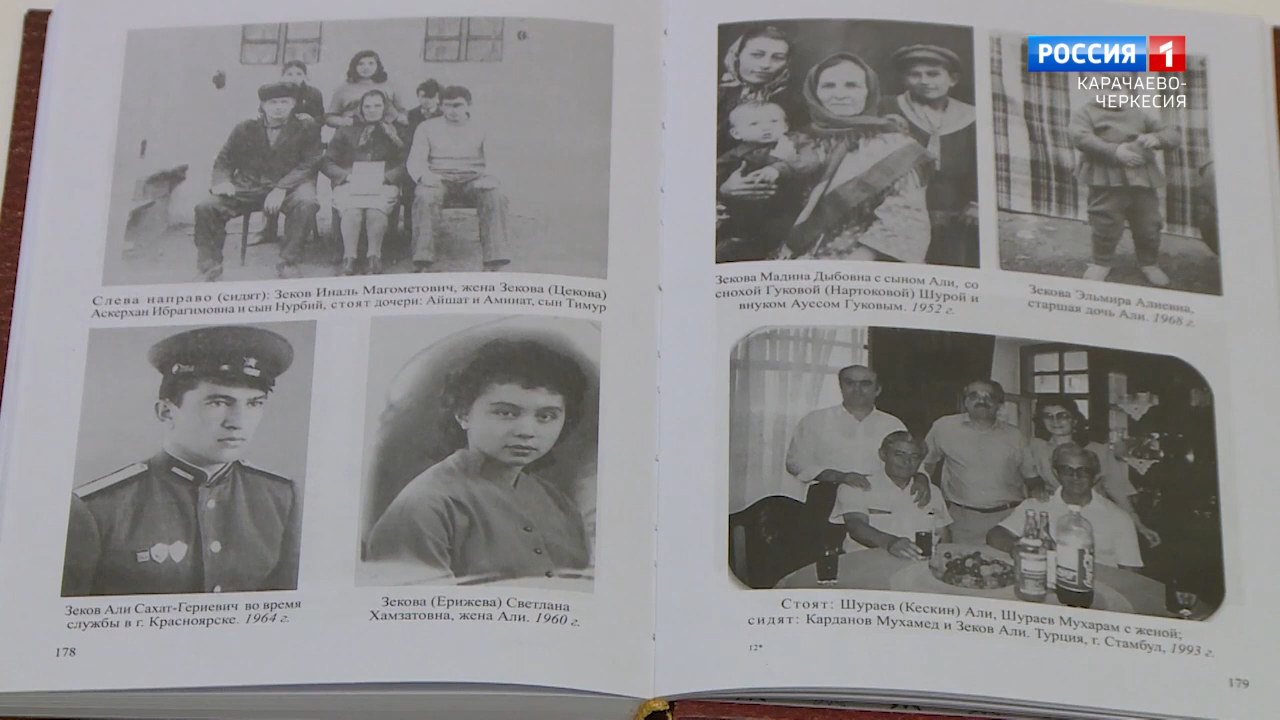 РОССИЯ 1
КАРАЧАЕВО-
ЧЕРКЕСИЯ
Слева направо (сидят): Зеков Иналь Магометович, жена Зекова (Цекова)
Аскерхан Ибрагимовна и сын Нурбий, стоят дочери: Айшат и Аминат, сын Тимур
Зеков Али Сахат-Гериевич во время
службы в г. Красноярске. 1964 г.
Зекова (Ерижева) Светлана
Хамзатовна, жена Али. 1960 г.
178
Зекова Мадина Дыбовна с сыном Али, со
снохой Гуковой (Нартоковой) Шурой и
внуком Ауесом Гуковым. 1952 г.
Зекова Эльмира Алиевна,
старшая дочь Али. 1968 г.
Стоят: Шураев (Кескин) Али, Шураев Мухарам с женой;
сидят: Карданов Мухамед и Зеков Али. Турция, г. Стамбул, 1993 г.
12*
179